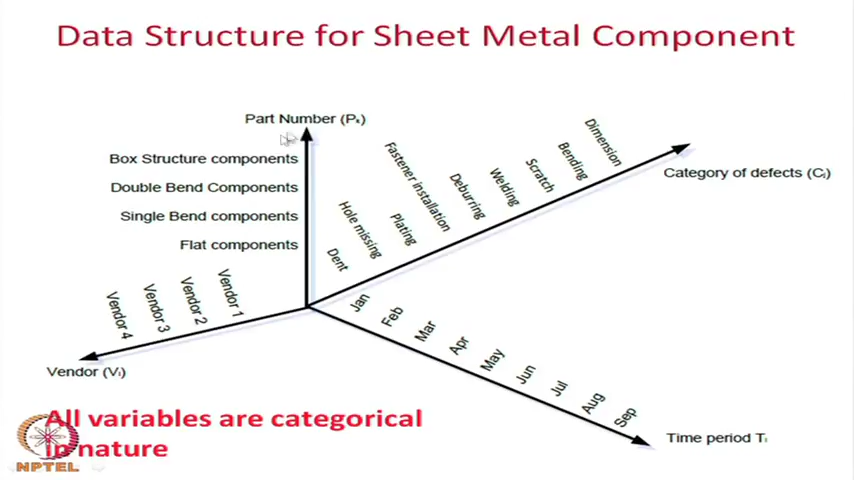 Data Structure for Sheet Metal Component
Part Number (Pk)
Box Structure components
Double Bend Components
Single Bend components
Flat components
Dent
Hole missing
Plating
Fastener installation
Deburring
Welding
Scratch
Bending
Dimension
Category of defects (Cj)
Vendor 4
Vendor 3
Vendor 2
Vendor 1
Vendor (Vi)
Jan
Feb
Mar
Apr
May
Jun
Jul
Aug
Sep
Time period Ti
All variables are categorical
in nature
NPTEL